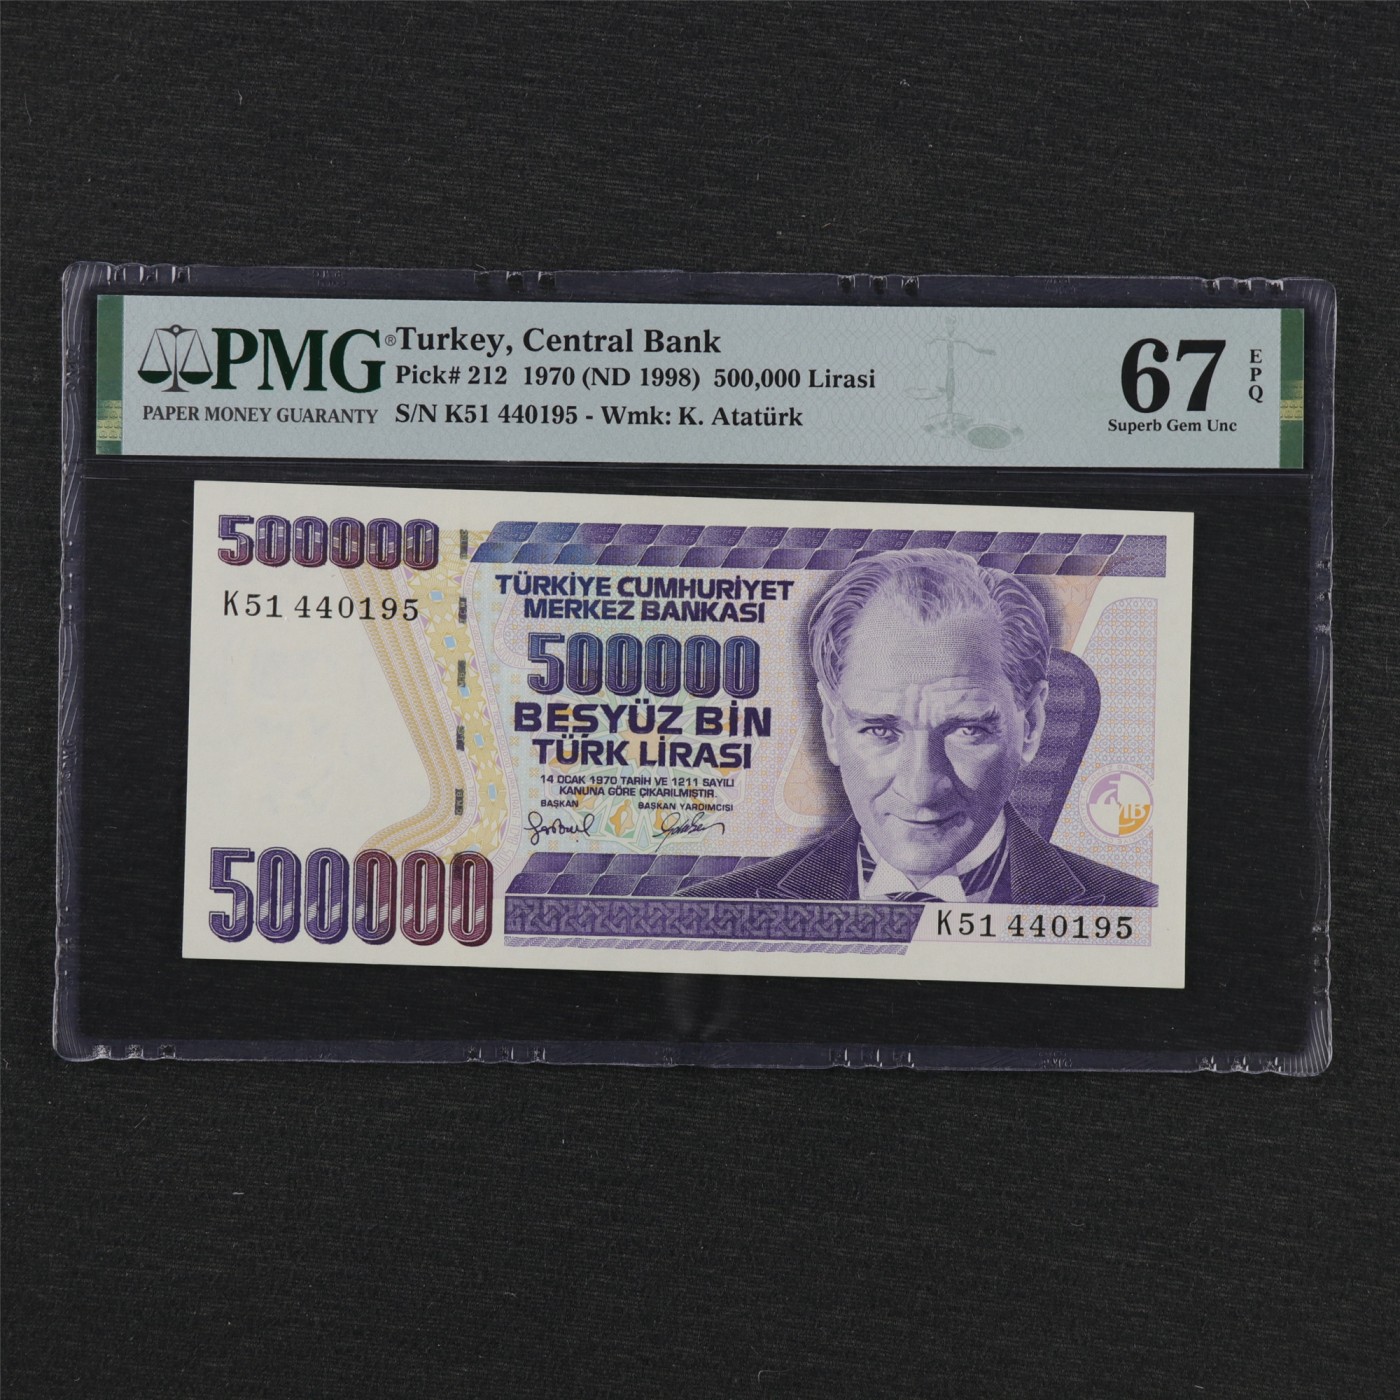 PMG® Turkey, Central Bank
PAPER MONEY GUARANTY
Pick# 212 1970 (ND 1998) 500,000 Lirasi
S/N K51 440195 - Wmk: K. Atatürk
67 EPQ
Superb Gem Unc
500000
K51 440195
TÜRKİYE CUMHURİYET
MERKEZ BANKASI
500000
BEŞYÜZ BİN
TÜRK LİRASI
14 OCAK 1970 TARİH VE 1211 SAYILI
KANUNA GÖRE ÇIKARILMIŞTIR.
BAŞKAN BAŞKAN YARDIMCISI
500000
K51 440195